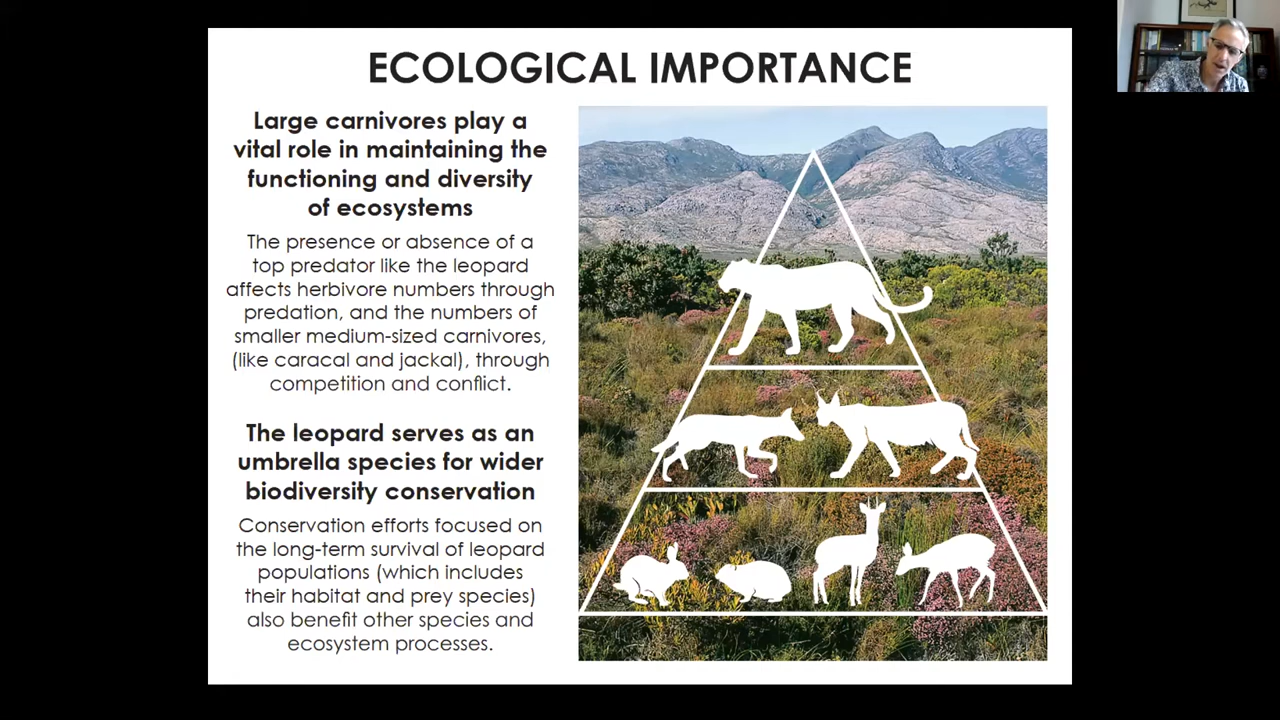 ECOLOGICAL IMPORTANCE
Large carnivores play a
vital role in maintaining the
functioning and diversity
of ecosystems
The presence or absence of a
top predator like the leopard
affects herbivore numbers through
predation, and the numbers of
smaller medium-sized carnivores,
(like caracal and jackal), through
competition and conflict.
The leopard serves as an
umbrella species for wider
biodiversity conservation
Conservation efforts focused on
the long-term survival of leopard
populations (which includes
their habitat and prey species)
also benefit other species and
ecosystem processes.